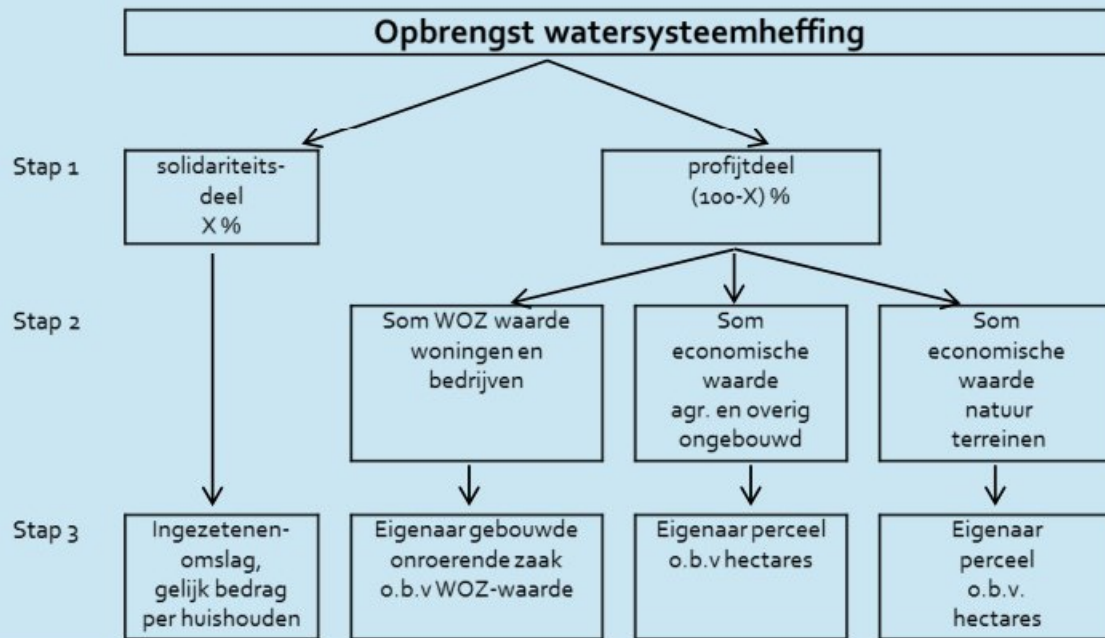 Opbrengst watersysteemheffing
Stap 1
solidariteits-
deel
X %
profijtdeel
(100-X) %
Stap 2
Som WOZ waarde
woningen en
bedrijven
Som
economische
waarde
agr. en overig
ongebouwd
Som
economische
waarde
natuur
terreinen
Stap 3
Ingezetenen-
omslag,
gelijk bedrag
per huishouden
Eigenaar gebouwde
onroerende zaak
o.b.v WOZ-waarde
Eigenaar perceel
o.b.v hectares
Eigenaar
perceel
o.b.v.
hectares